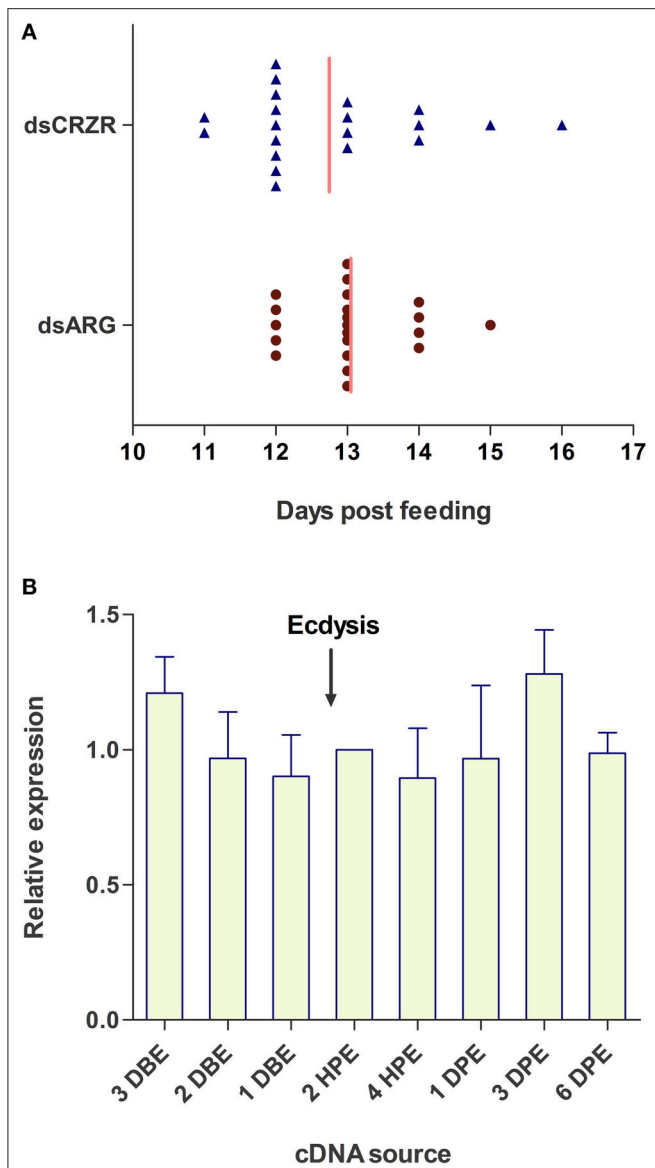 A
dsCRZR
dsARG
10 11 12 13 14 15 16 17
Days post feeding
B
1.5
Ecdysis
1.0
0.5
0.0
Relative expression
3 DBE 2 DBE 1 DBE 2 HPE 4 HPE 1 DPE 3 DPE 6 DPE
cDNA source